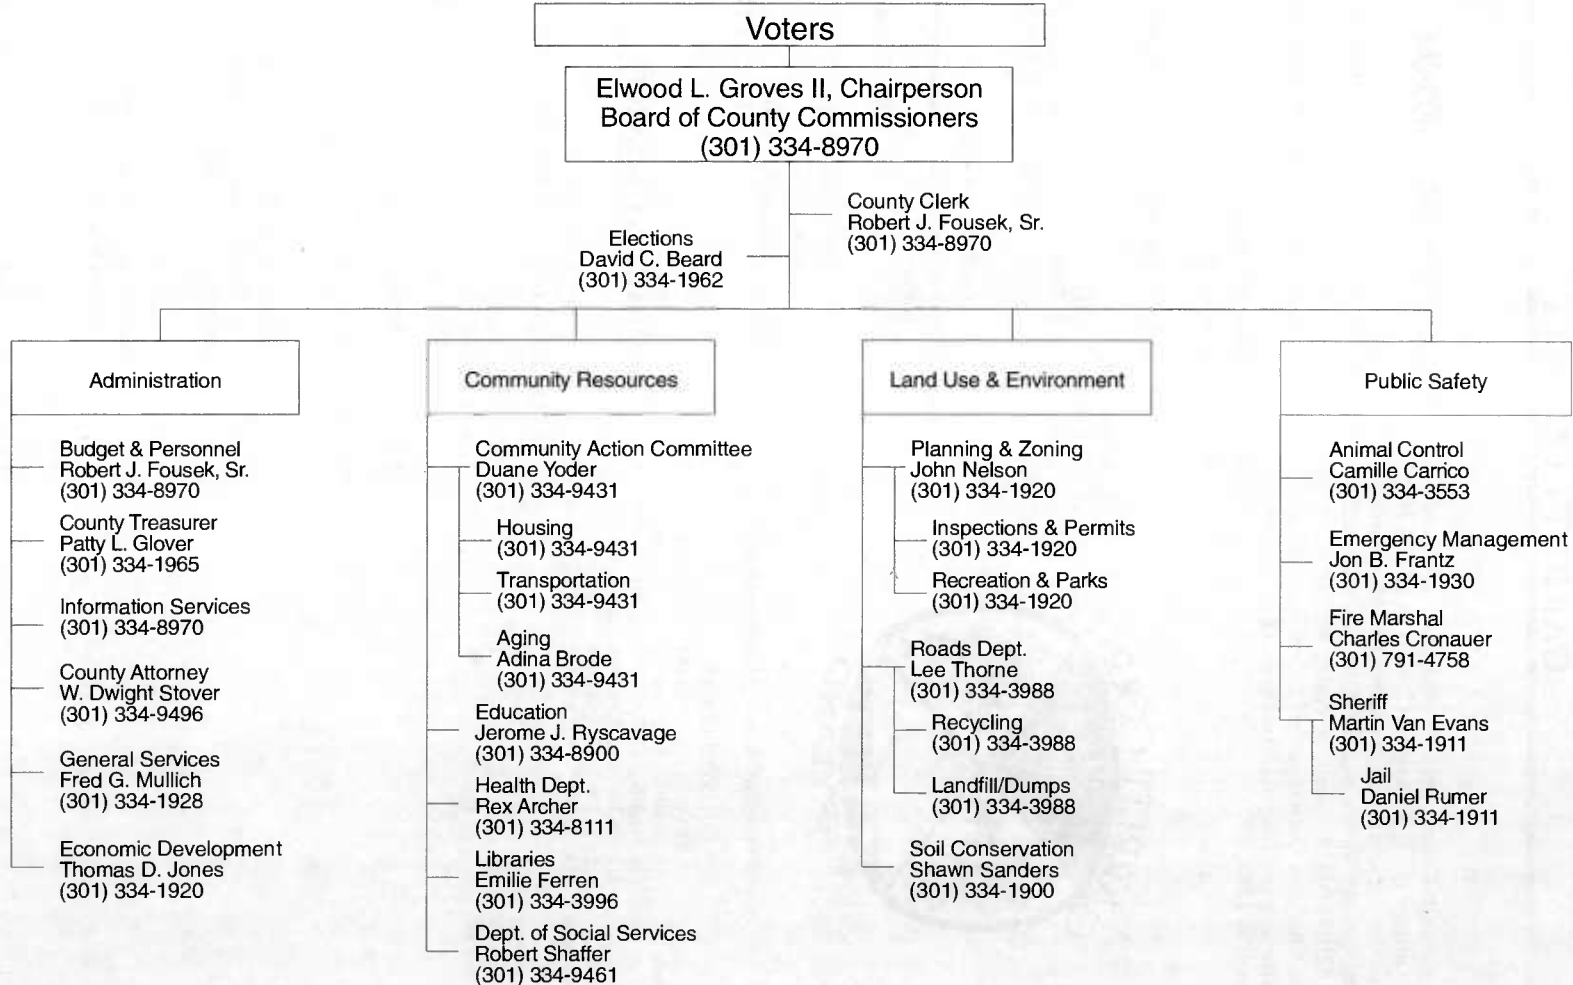 Voters
Elwood L. Groves II, Chairperson
Board of County Commissioners
(301) 334-8970
County Clerk
Robert J. Fousek, Sr.
(301) 334-8970
Elections
David C. Beard
(301) 334-1962
Administration
Budget & Personnel
Robert J. Fousek, Sr.
(301) 334-8970
County Treasurer
Patty L. Glover
(301) 334-1965
Information Services
(301) 334-8970
County Attorney
W. Dwight Stover
(301) 334-9496
General Services
Fred G. Mullich
(301) 334-1928
Economic Development
Thomas D. Jones
(301) 334-1920
Community Resources
Community Action Committee
Duane Yoder
(301) 334-9431
Housing
(301) 334-9431
Transportation
(301) 334-9431
Aging
Adina Brode
(301) 334-9431
Education
Jerome J. Ryscavage
(301) 334-8900
Health Dept.
Rex Archer
(301) 334-8111
Libraries
Emilie Ferren
(301) 334-3996
Dept. of Social Services
Robert Shaffer
(301) 334-9461
Land Use & Environment
Planning & Zoning
John Nelson
(301) 334-1920
Inspections & Permits
(301) 334-1920
Recreation & Parks
(301) 334-1920
Roads Dept.
Lee Thorne
(301) 334-3988
Recycling
(301) 334-3988
Landfill/Dumps
(301) 334-3988
Soil Conservation
Shawn Sanders
(301) 334-1900
Public Safety
Animal Control
Camille Carrico
(301) 334-3553
Emergency Management
Jon B. Frantz
(301) 334-1930
Fire Marshal
Charles Cronauer
(301) 791-4758
Sheriff
Martin Van Evans
(301) 334-1911
Jail
Daniel Rumer
(301) 334-1911